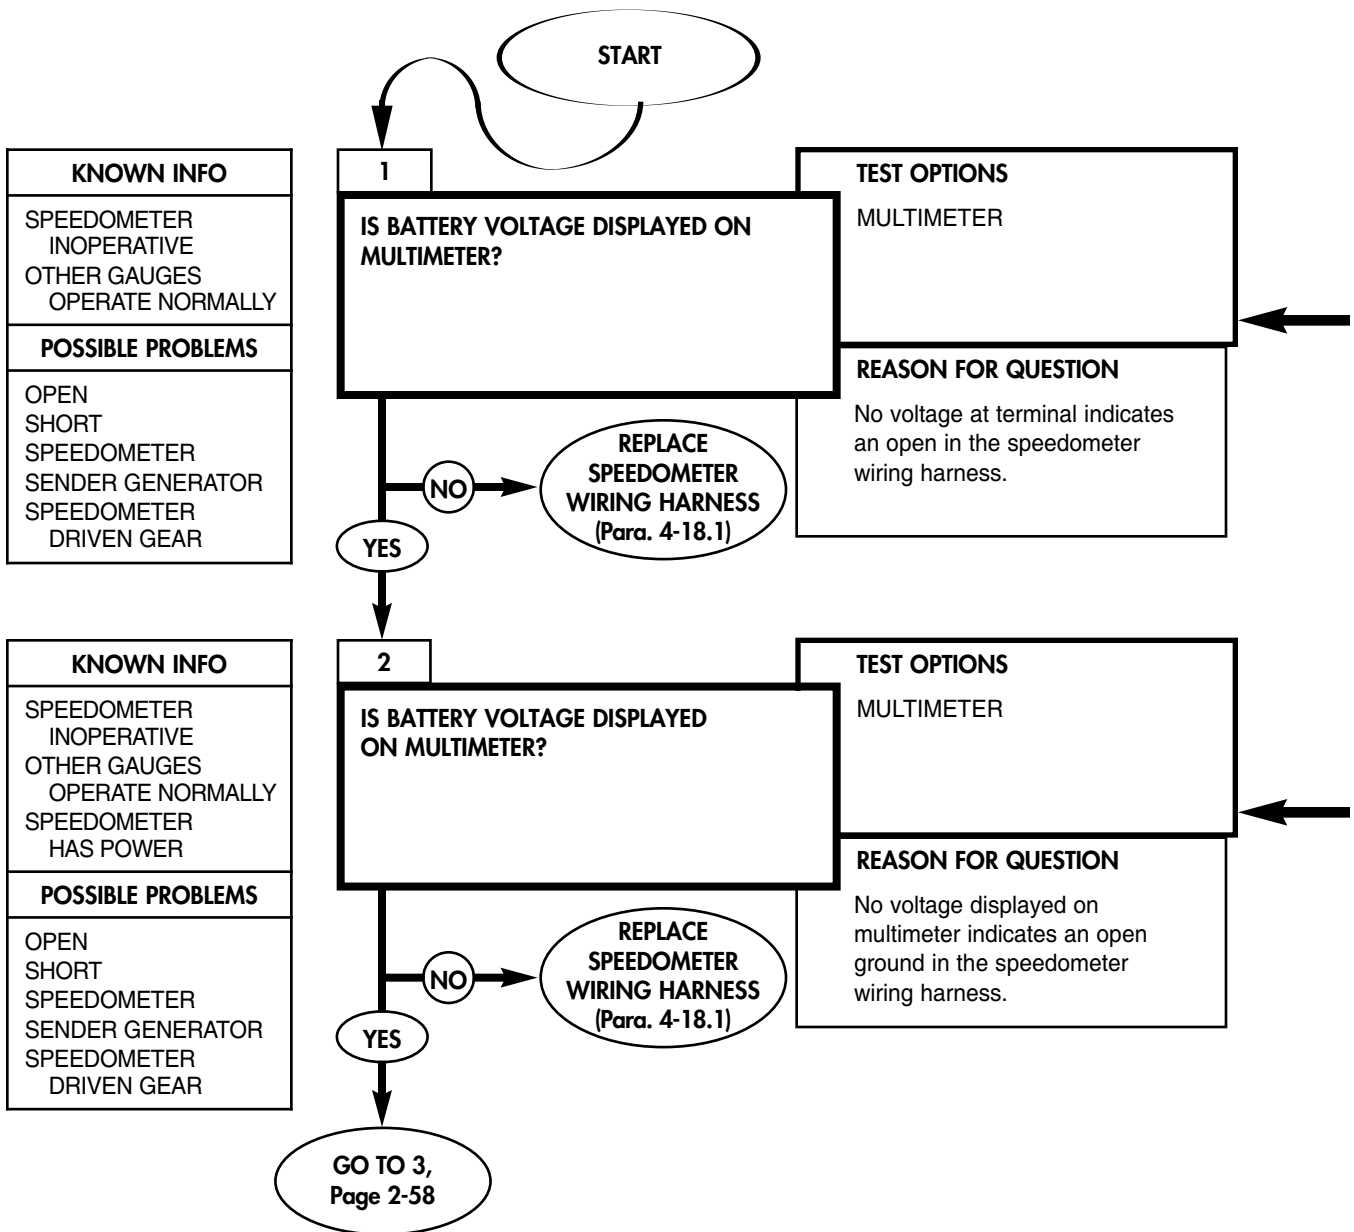 START
KNOWN INFO
SPEEDOMETER
INOPERATIVE
OTHER GAUGES
OPERATE NORMALLY
POSSIBLE PROBLEMS
OPEN
SHORT
SPEEDOMETER
SENDER GENERATOR
SPEEDOMETER
DRIVEN GEAR
1
IS BATTERY VOLTAGE DISPLAYED ON
MULTIMETER?
TEST OPTIONS
MULTIMETER
REASON FOR QUESTION
No voltage at terminal indicates
an open in the speedometer
wiring harness.
NO
REPLACE
SPEEDOMETER
WIRING HARNESS
(Para. 4-18.1)
YES
KNOWN INFO
SPEEDOMETER
INOPERATIVE
OTHER GAUGES
OPERATE NORMALLY
SPEEDOMETER
HAS POWER
POSSIBLE PROBLEMS
OPEN
SHORT
SPEEDOMETER
SENDER GENERATOR
SPEEDOMETER
DRIVEN GEAR
2
IS BATTERY VOLTAGE DISPLAYED
ON MULTIMETER?
TEST OPTIONS
MULTIMETER
REASON FOR QUESTION
No voltage displayed on
multimeter indicates an open
ground in the speedometer
wiring harness.
NO
REPLACE
SPEEDOMETER
WIRING HARNESS
(Para. 4-18.1)
YES
GO TO 3,
Page 2-58